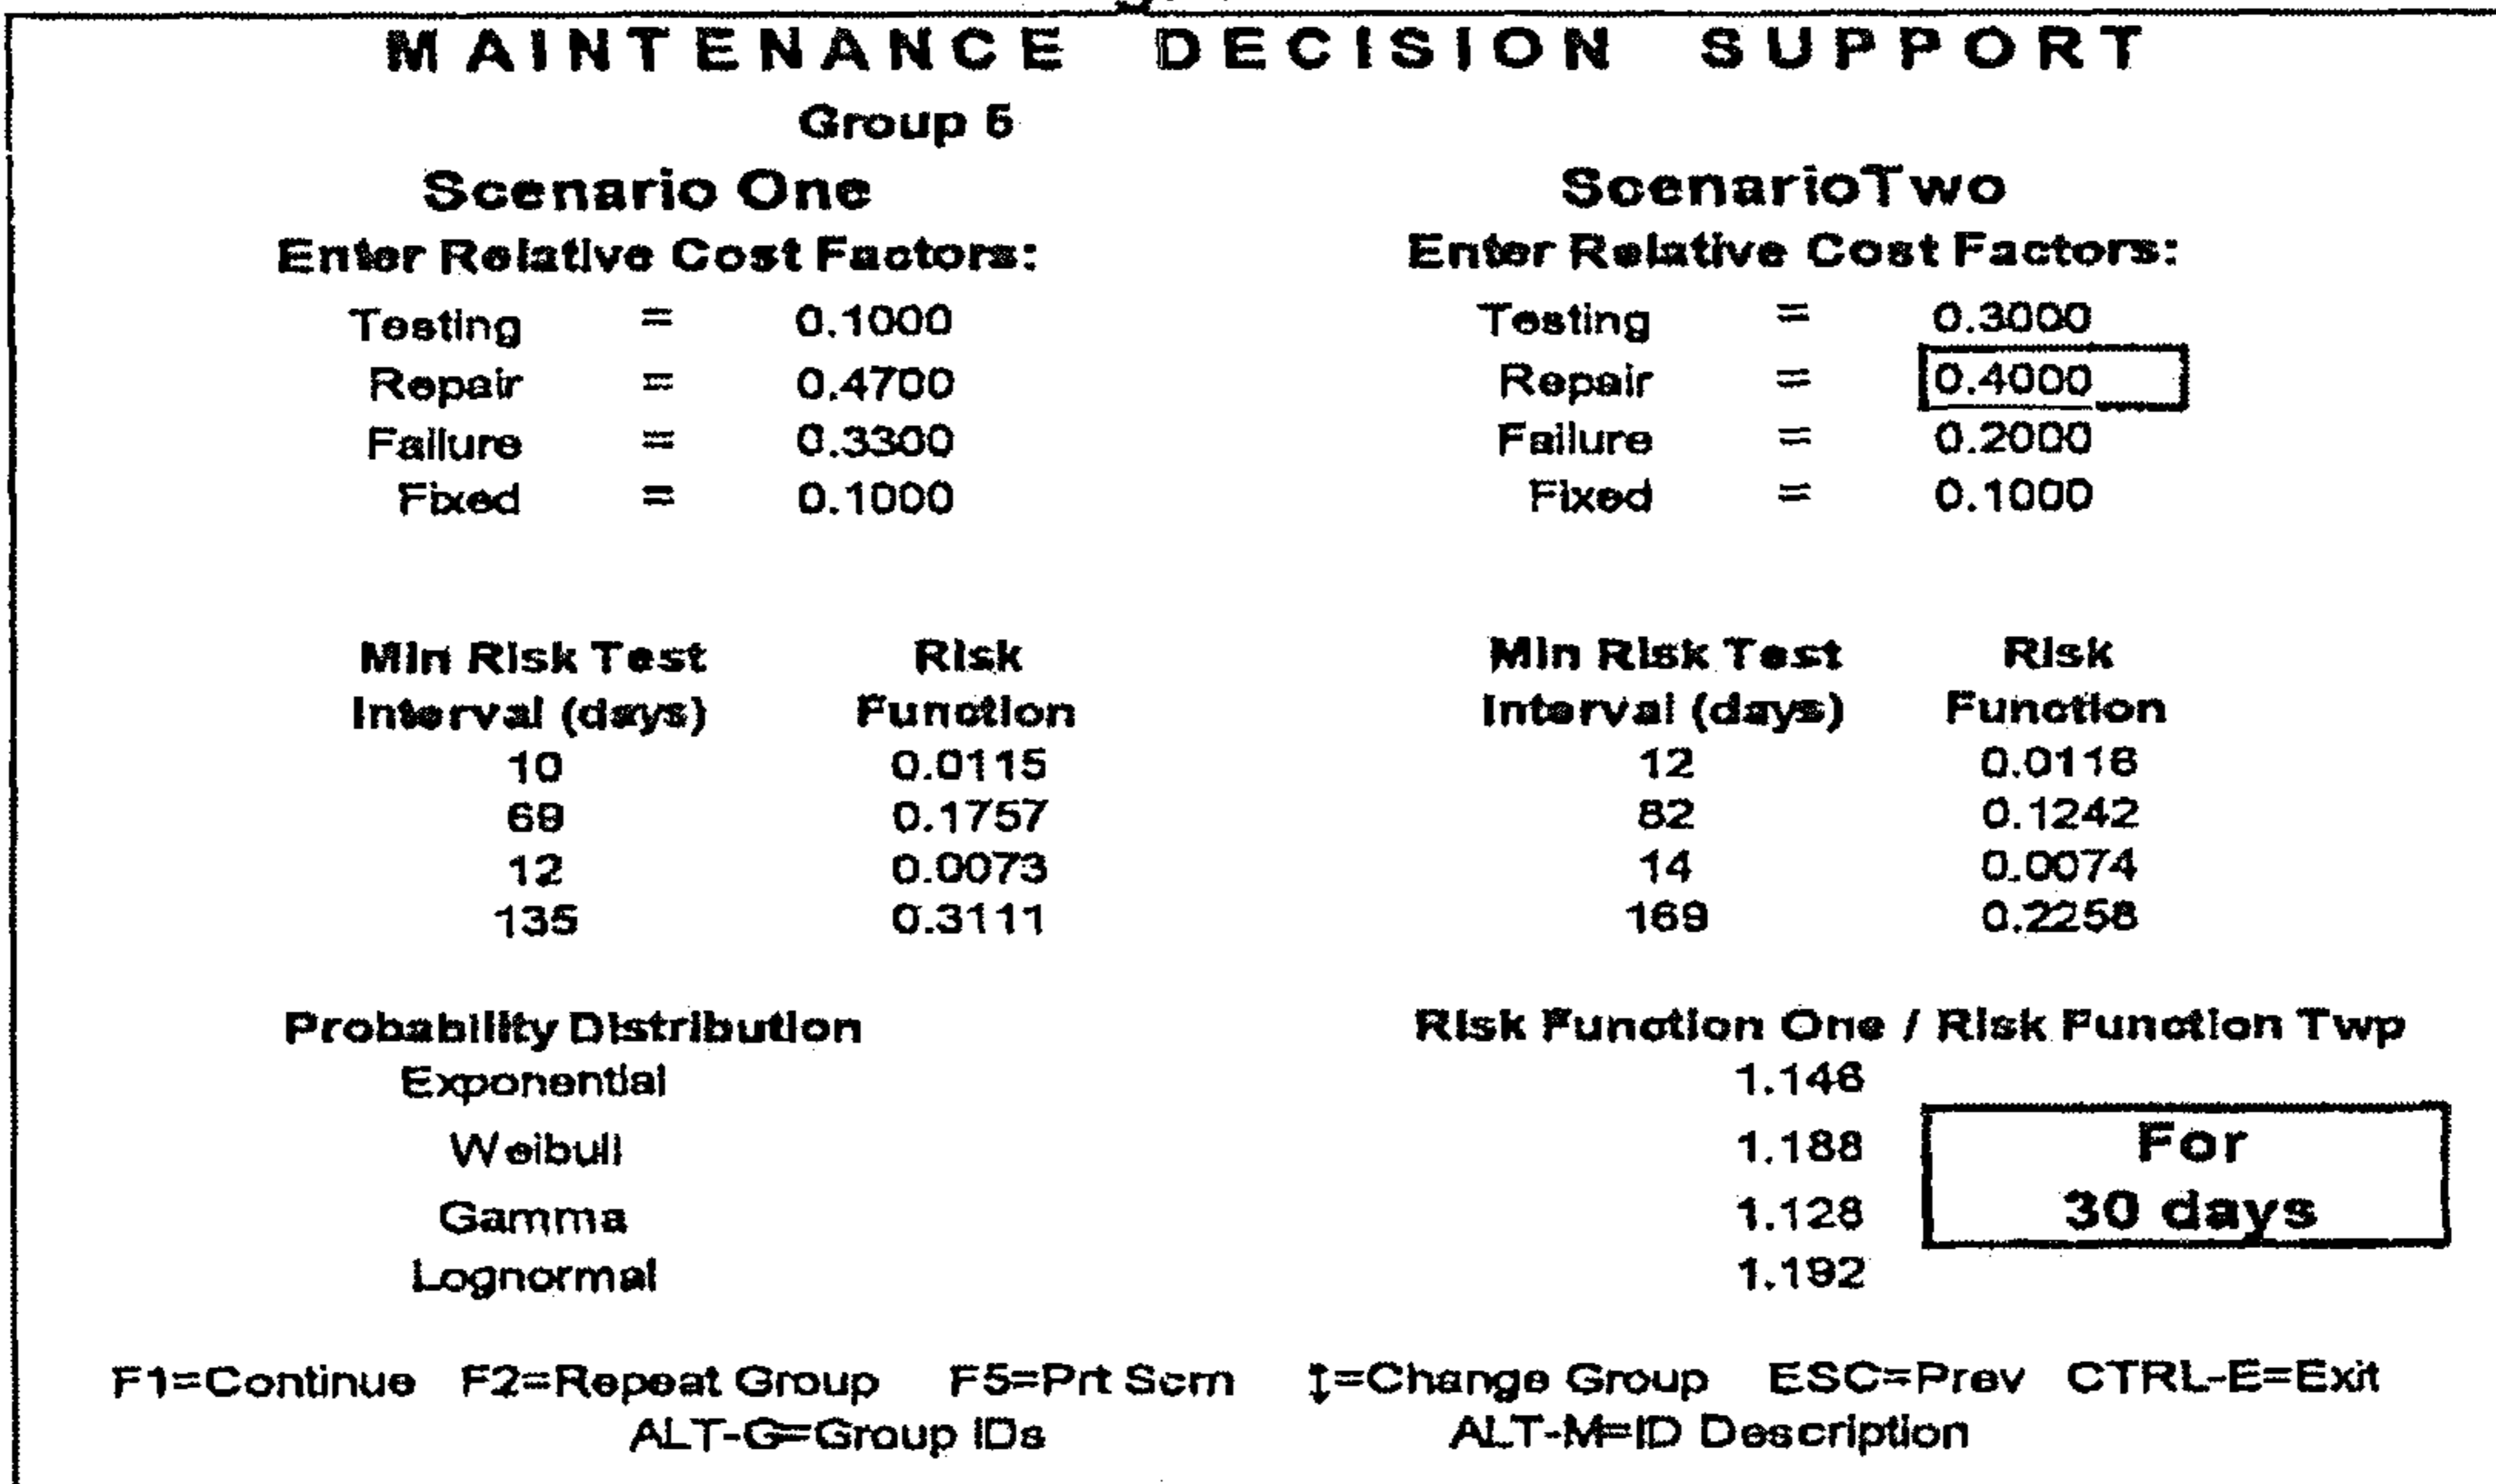 MAINTENANCE DECISION SUPPORT
Group 5
Scenario One ScenarioTwo
Enter Relative Cost Factors: Enter Relative Cost Factors:
Testing = 0.1000 Testing = 0.3000
Repair = 0.4700 Repair = 0.4000
Failure = 0.3300 Failure = 0.2000
Fixed = 0.1000 Fixed = 0.1000
Min Risk Test Risk Min Risk Test Risk
Interval (days) Function Interval (days) Function
10 0.0115 12 0.0116
69 0.1757 82 0.1242
12 0.0073 14 0.0074
135 0.3111 169 0.2258
Probability Distribution Risk Function One / Risk Function Twp
Exponential 1.146
Weibull 1.188 For
Gamma 1.128 30 days
Lognormal 1.192
F1=Continue F2=Repeat Group F5=Prt Scrn ↕=Change Group ESC=Prev CTRL-E=Exit
ALT-G=Group IDs ALT-M=ID Description